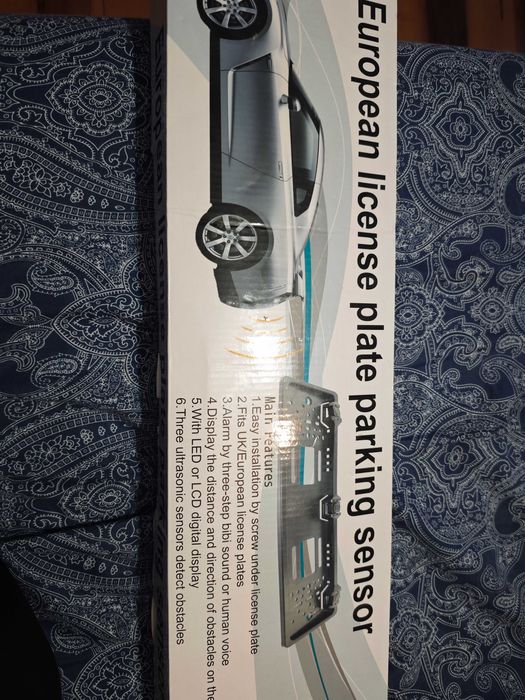 European license plate parking sensor
Main Features
1.Easy installation by screw under license plate
2.Fits UK/European license plates
3.Alarm by three-step bibi sound or human voice
4.Display the distance and direction of obstacles on the
5.With LED or LCD digital display
6.Three ultrasonic sensors detect obstacles
European